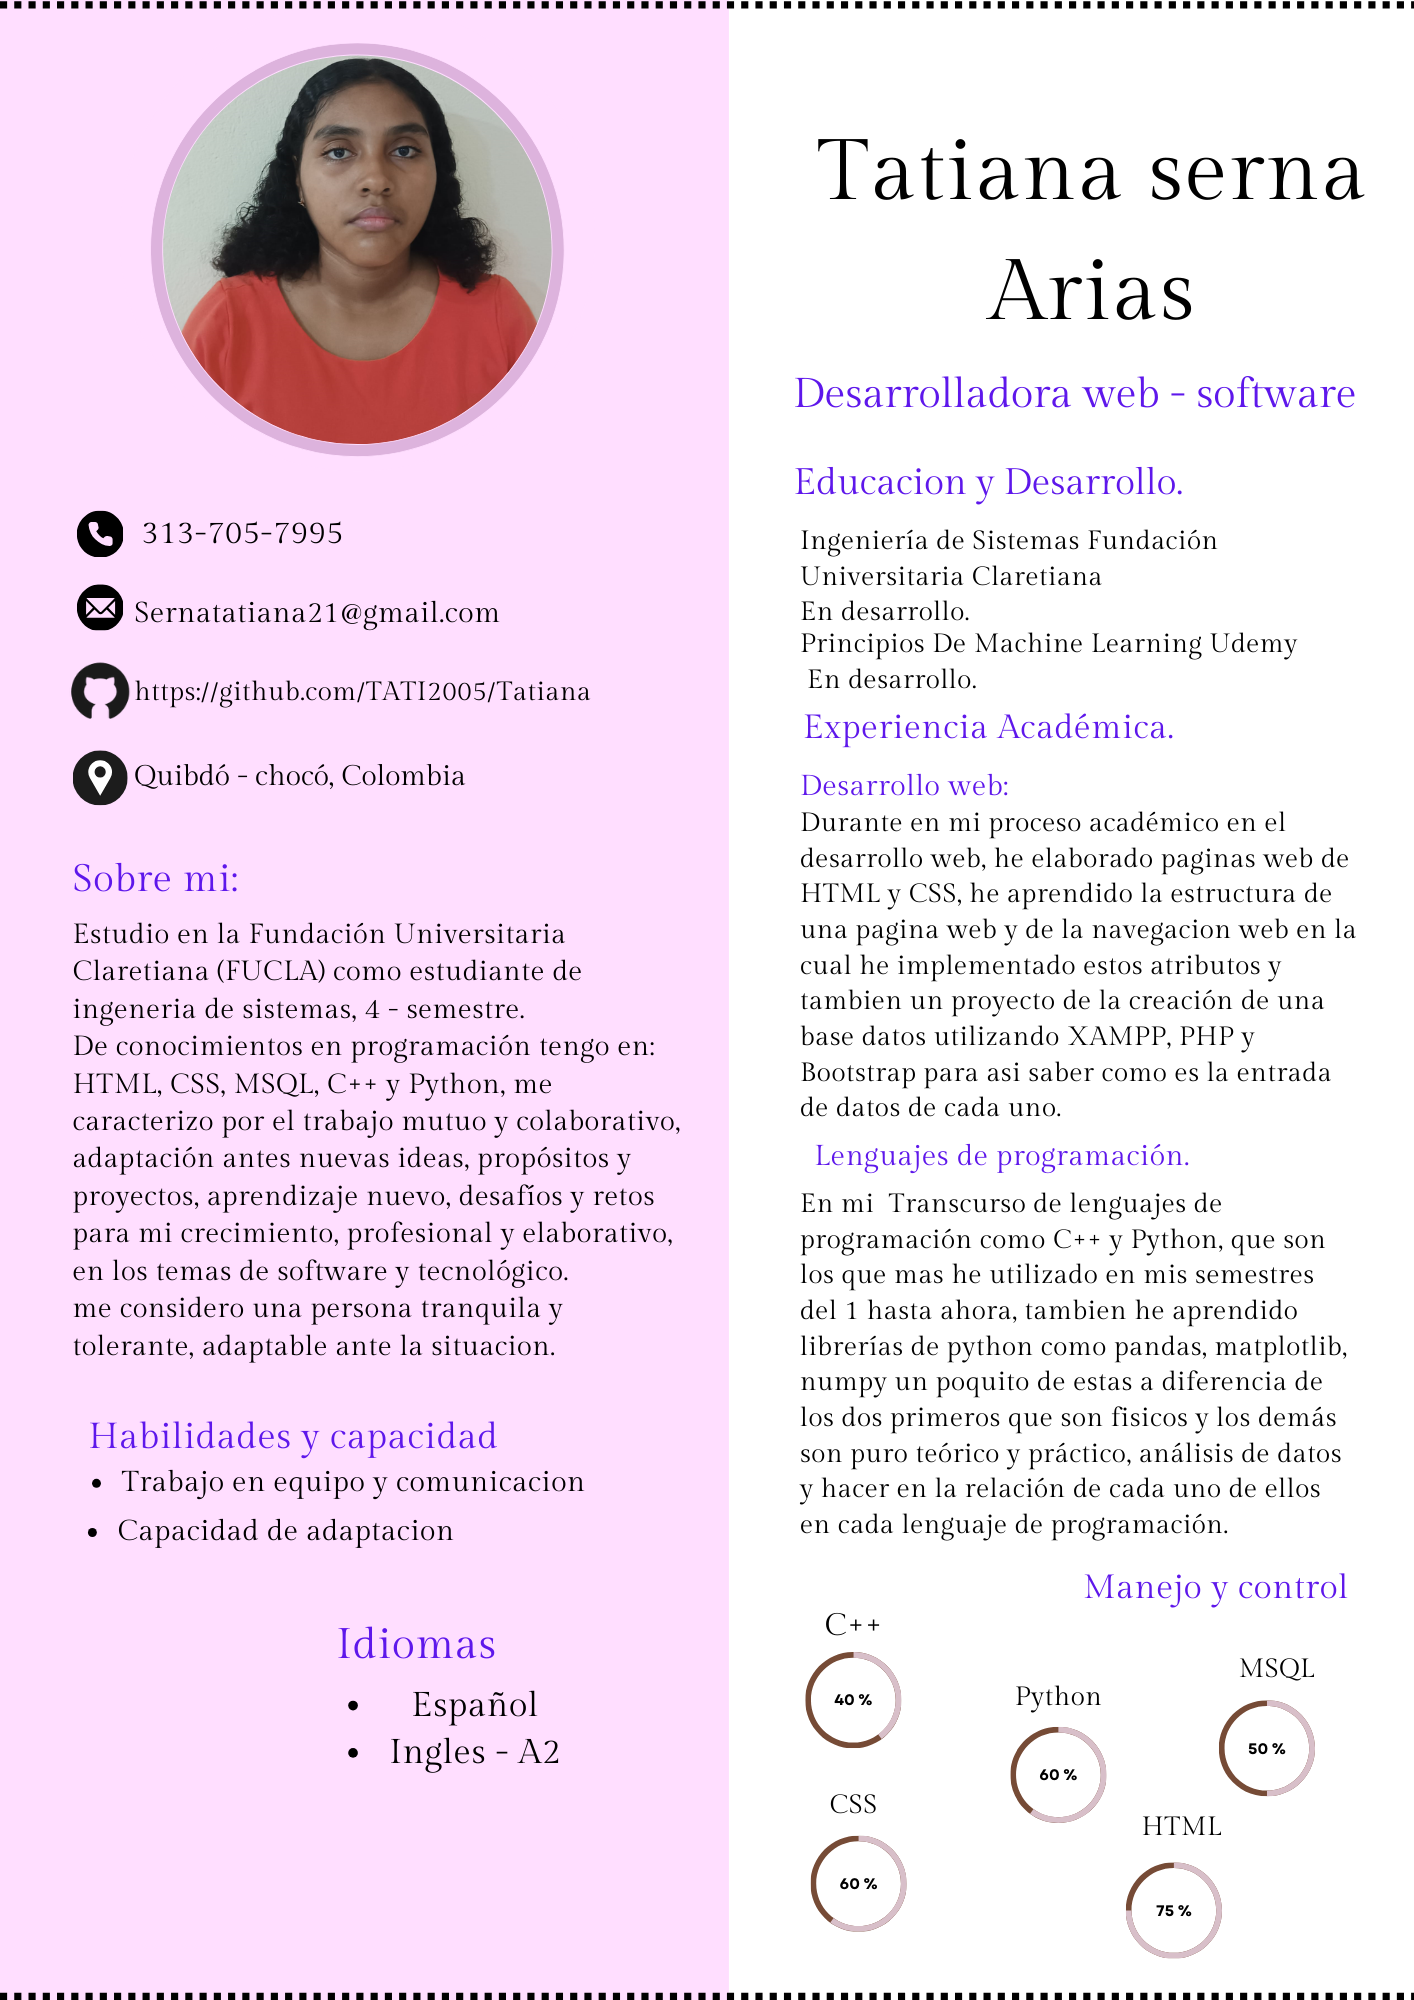 313-705-7995
Sernatatiana21@gmail.com
https://github.com/TATI2005/Tatiana
Quibdó - chocó, Colombia
Sobre mi:
Estudio en la Fundación Universitaria
Claretiana (FUCLA) como estudiante de
ingeneria de sistemas, 4 - semestre.
De conocimientos en programación tengo en:
HTML, CSS, MSQL, C++ y Python, me
caracterizo por el trabajo mutuo y colaborativo,
adaptación antes nuevas ideas, propósitos y
proyectos, aprendizaje nuevo, desafíos y retos
para mi crecimiento, profesional y elaborativo,
en los temas de software y tecnológico.
me considero una persona tranquila y
tolerante, adaptable ante la situacion.
Habilidades y capacidad
• Trabajo en equipo y comunicacion
• Capacidad de adaptacion
Idiomas
• Español
• Ingles - A2
Tatiana serna
Arias
Desarrolladora web - software
Educacion y Desarrollo.
Ingeniería de Sistemas Fundación
Universitaria Claretiana
En desarrollo.
Principios De Machine Learning Udemy
En desarrollo.
Experiencia Académica.
Desarrollo web:
Durante en mi proceso académico en el
desarrollo web, he elaborado paginas web de
HTML y CSS, he aprendido la estructura de
una pagina web y de la navegacion web en la
cual he implementado estos atributos y
tambien un proyecto de la creación de una
base datos utilizando XAMPP, PHP y
Bootstrap para asi saber como es la entrada
de datos de cada uno.
Lenguajes de programación.
En mi  Transcurso de lenguajes de
programación como C++ y Python, que son
los que mas he utilizado en mis semestres
del 1 hasta ahora, tambien he aprendido
librerías de python como pandas, matplotlib,
numpy un poquito de estas a diferencia de
los dos primeros que son fisicos y los demás
son puro teórico y práctico, análisis de datos
y hacer en la relación de cada uno de ellos
en cada lenguaje de programación.
Manejo y control
C++
40 %
Python
60 %
MSQL
50 %
CSS
60 %
HTML
75 %